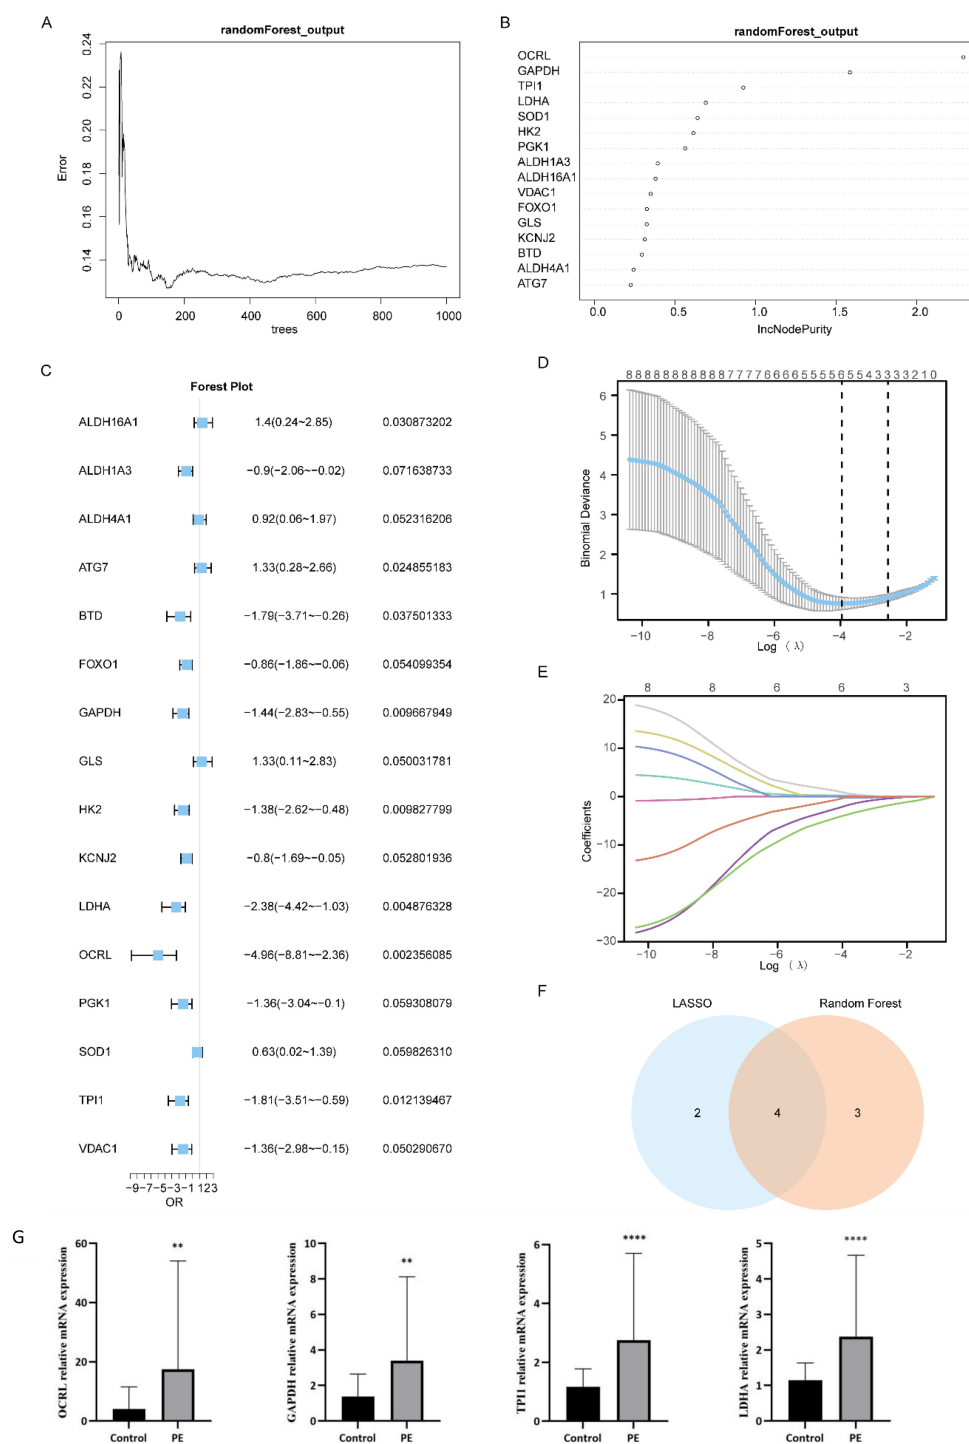 A
randomForest_output
0.24
0.22
0.20
0.18
0.16
0.14
Error
0 200 400 600 800 1000
trees
B
randomForest_output
OCRL
GAPDH
TPI1
LDHA
SOD1
HK2
PGK1
ALDH1A3
ALDH16A1
VDAC1
FOXO1
GLS
KCNJ2
BTD
ALDH4A1
ATG7
0.0 0.5 1.0 1.5 2.0
IncNodePurity
C
Forest Plot
ALDH16A1 1.4(0.24~2.85) 0.030873202
ALDH1A3 −0.9(−2.06~−0.02) 0.071638733
ALDH4A1 0.92(0.06~1.97) 0.052316206
ATG7 1.33(0.28~2.66) 0.024855183
BTD −1.79(−3.71~−0.26) 0.037501333
FOXO1 −0.86(−1.86~−0.06) 0.054099354
GAPDH −1.44(−2.83~−0.55) 0.009667949
GLS 1.33(0.11~2.83) 0.050031781
HK2 −1.38(−2.62~−0.48) 0.009827799
KCNJ2 −0.8(−1.69~−0.05) 0.052801936
LDHA −2.38(−4.42~−1.03) 0.004876328
OCRL −4.96(−8.81~−2.36) 0.002356085
PGK1 −1.36(−3.04~−0.1) 0.059308079
SOD1 0.63(0.02~1.39) 0.059826310
TPI1 −1.81(−3.51~−0.59) 0.012139467
VDAC1 −1.36(−2.98~−0.15) 0.050290670
−9−7−5−3−1 123
OR
D
8 8 8 8 8 8 8 8 8 8 8 7 7 7 7 6 6 6 5 5 5 5 6 5 5 4 3 3 3 3 2 1 0
6
5
4
3
2
1
Binomial Deviance
−10 −8 −6 −4 −2
Log (λ)
E
8 8 6 6 3
20
10
0
−10
−20
−30
Coefficients
−10 −8 −6 −4 −2
Log (λ)
F
LASSO Random Forest
2 4 3
G
OCRL relative mRNA expression
60
40
20
0
**
Control PE
GAPDH relative mRNA expression
10
8
6
4
2
0
**
Control PE
TPI1 relative mRNA expression
6
4
2
0
****
Control PE
LDHA relative mRNA expression
5
4
3
2
1
0
****
Control PE